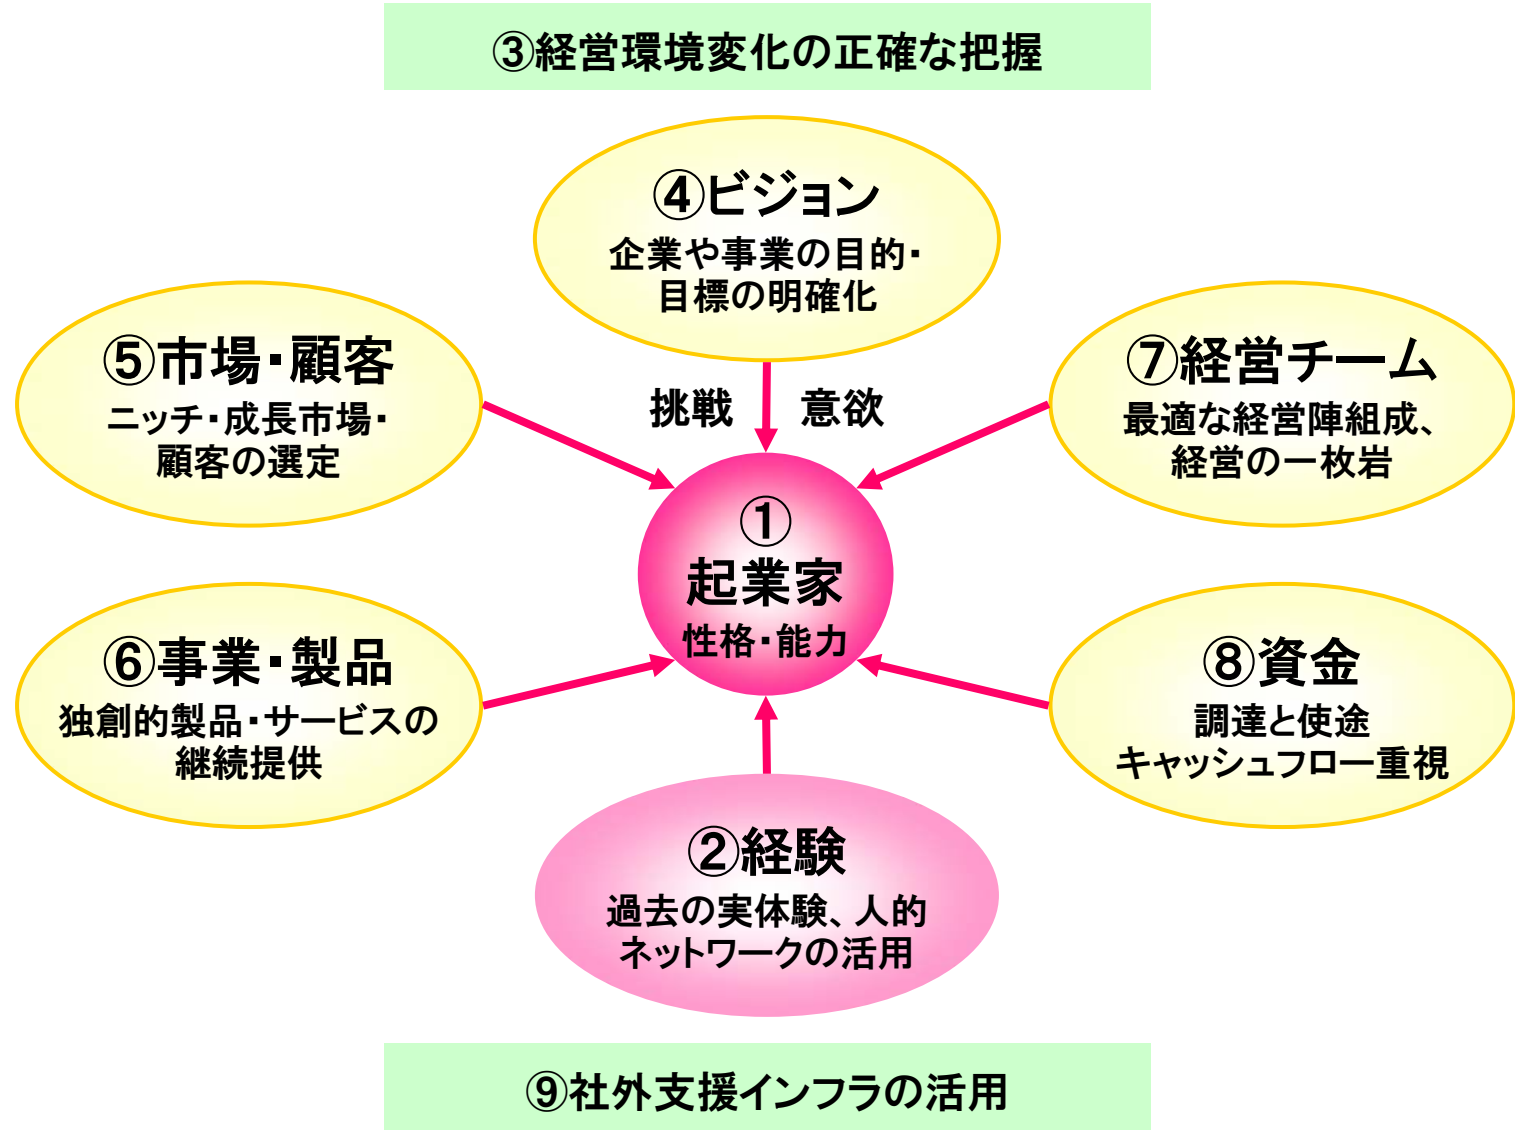 ③経営環境変化の正確な把握
④ビジョン
企業や事業の目的・
目標の明確化
⑤市場・顧客
ニッチ・成長市場・
顧客の選定
⑦経営チーム
最適な経営陣組成、
経営の一枚岩
挑戦 意欲
①
起業家
性格・能力
⑥事業・製品
独創的製品・サービスの
継続提供
⑧資金
調達と使途
キャッシュフロー重視
②経験
過去の実体験、人的
ネットワークの活用
⑨社外支援インフラの活用